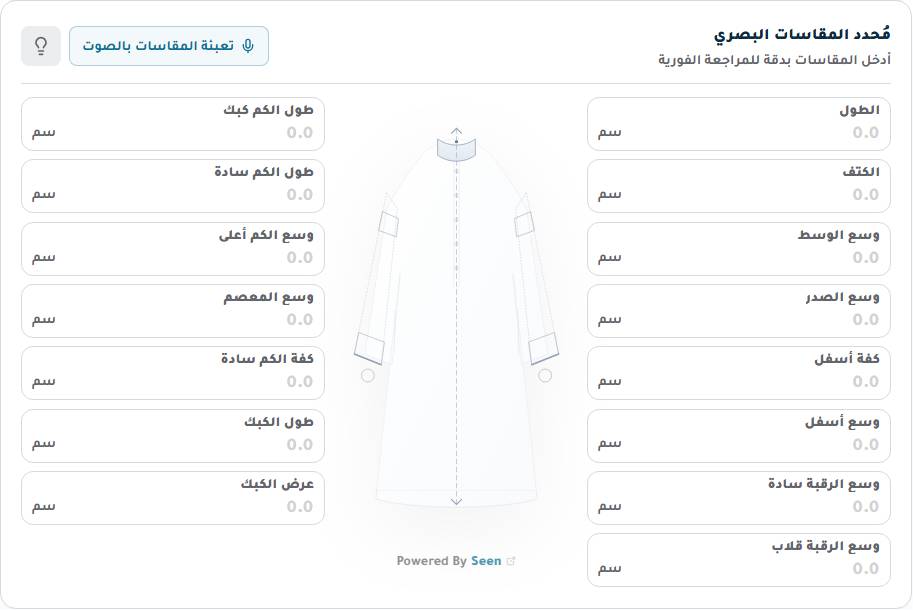 مُحدد المقاسات البصري
أدخل المقاسات بدقة للمراجعة الفورية
تعبئة المقاسات بالصوت
الطول
0.0
سم
الكتف
0.0
سم
وسع الوسط
0.0
سم
وسع الصدر
0.0
سم
كفة أسفل
0.0
سم
وسع أسفل
0.0
سم
وسع الرقبة سادة
0.0
سم
وسع الرقبة قلاب
0.0
سم
طول الكم كبك
0.0
سم
طول الكم سادة
0.0
سم
وسع الكم أعلى
0.0
سم
وسع المعصم
0.0
سم
كفة الكم سادة
0.0
سم
طول الكبك
0.0
سم
عرض الكبك
0.0
سم
Powered By Seen